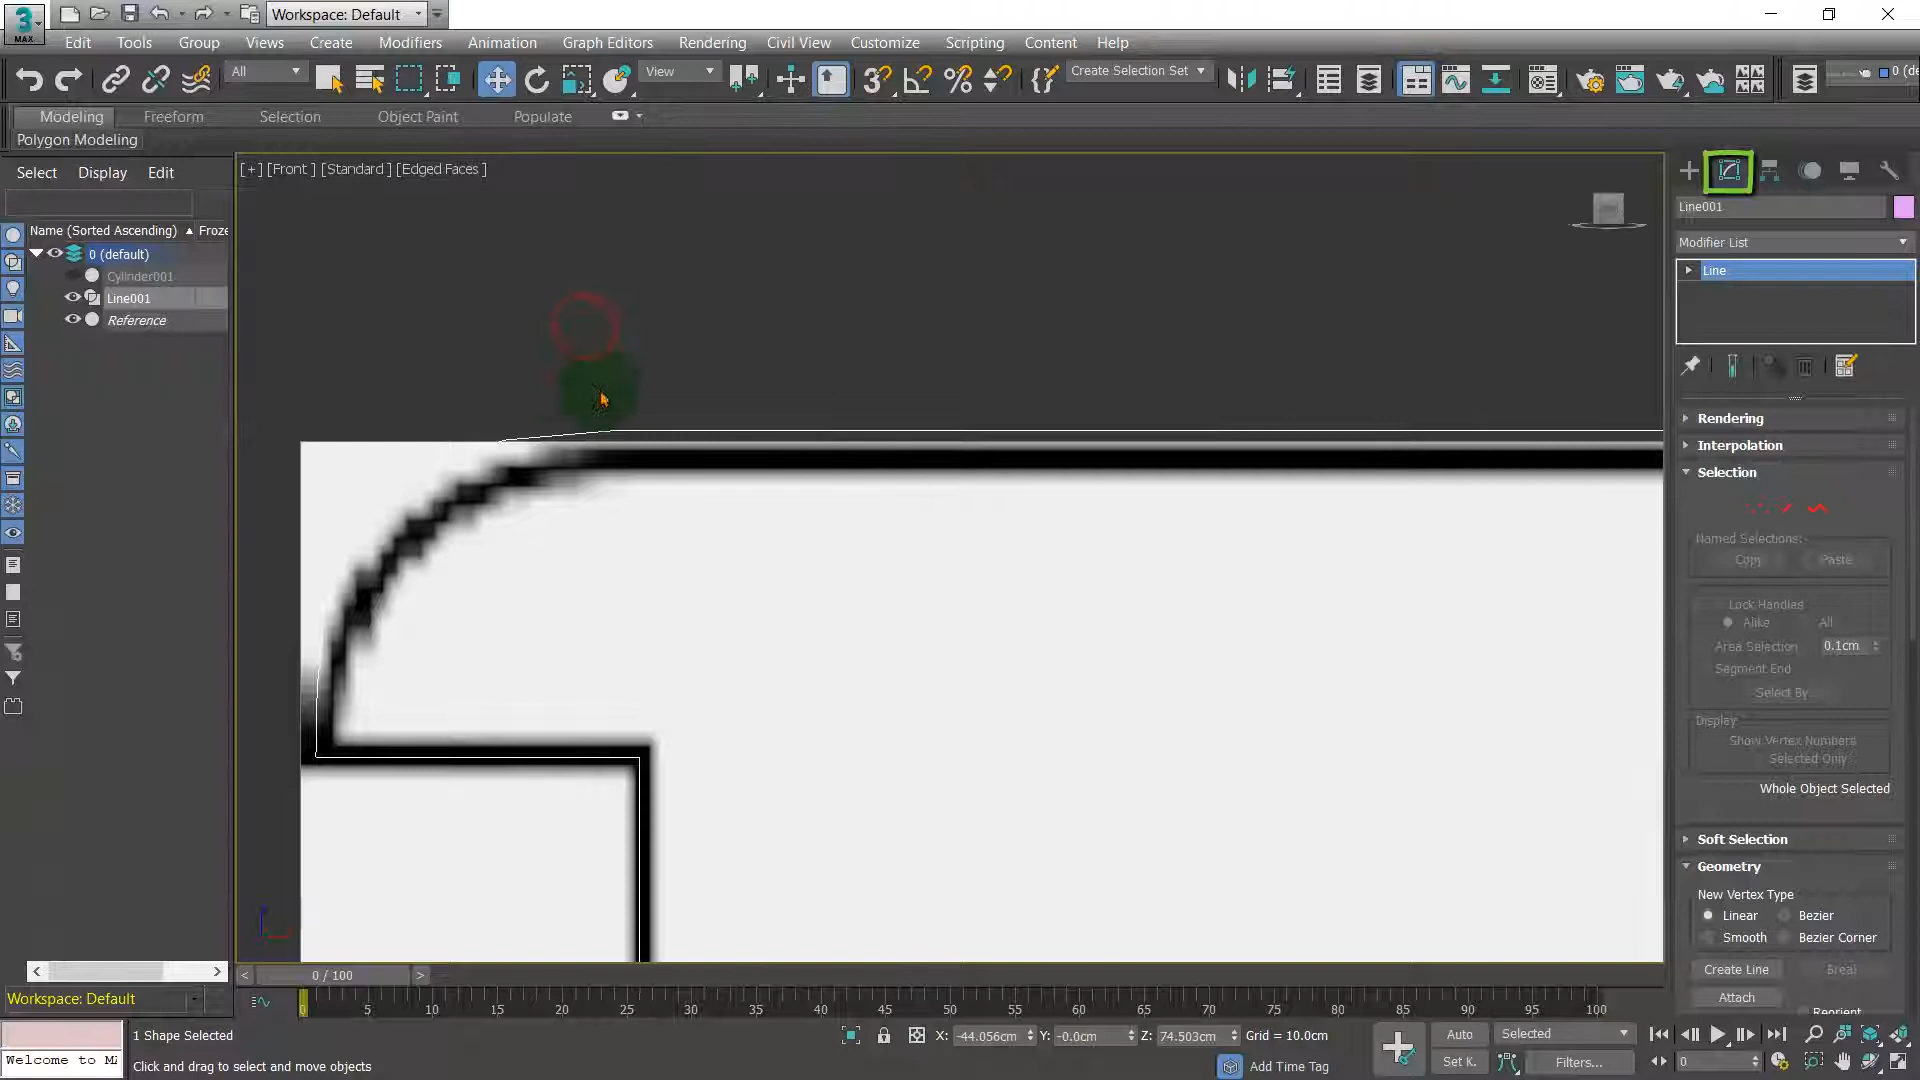 3 MAX Workspace: Default
Edit Tools Group Views Create Modifiers Animation Graph Editors Rendering Civil View Customize Scripting Content Help
All View Create Selection Set 0 (de
Modeling Freeform Selection Object Paint Populate
Polygon Modeling
Select Display Edit
[+] [Front ] [Standard ] [Edged Faces ]
Line001
Name (Sorted Ascending) Froze
Modifier List
0 (default)
Line
Cylinder001
Line001
Reference
Rendering
Interpolation
Selection
Named Selections:
Copy Paste
Lock Handles
Alike All
Area Selection 0.1cm
Segment End
Select By...
Display
Show Vertex Numbers
Selected Only
Whole Object Selected
Soft Selection
Geometry
New Vertex Type
Linear Bezier
Smooth Bezier Corner
Create Line Break
Attach
Reorient
< > < 0 / 100 >
Workspace: Default
0 5 10 15 20 25 30 35 40 45 50 55 60 65 70 75 80 85 90 95 100
1 Shape Selected
X: -44.056cm Y: -0.0cm Z: 74.503cm Grid = 10.0cm
Auto Selected
Welcome to MA
Click and drag to select and move objects
Add Time Tag
Set K. Filters... 0